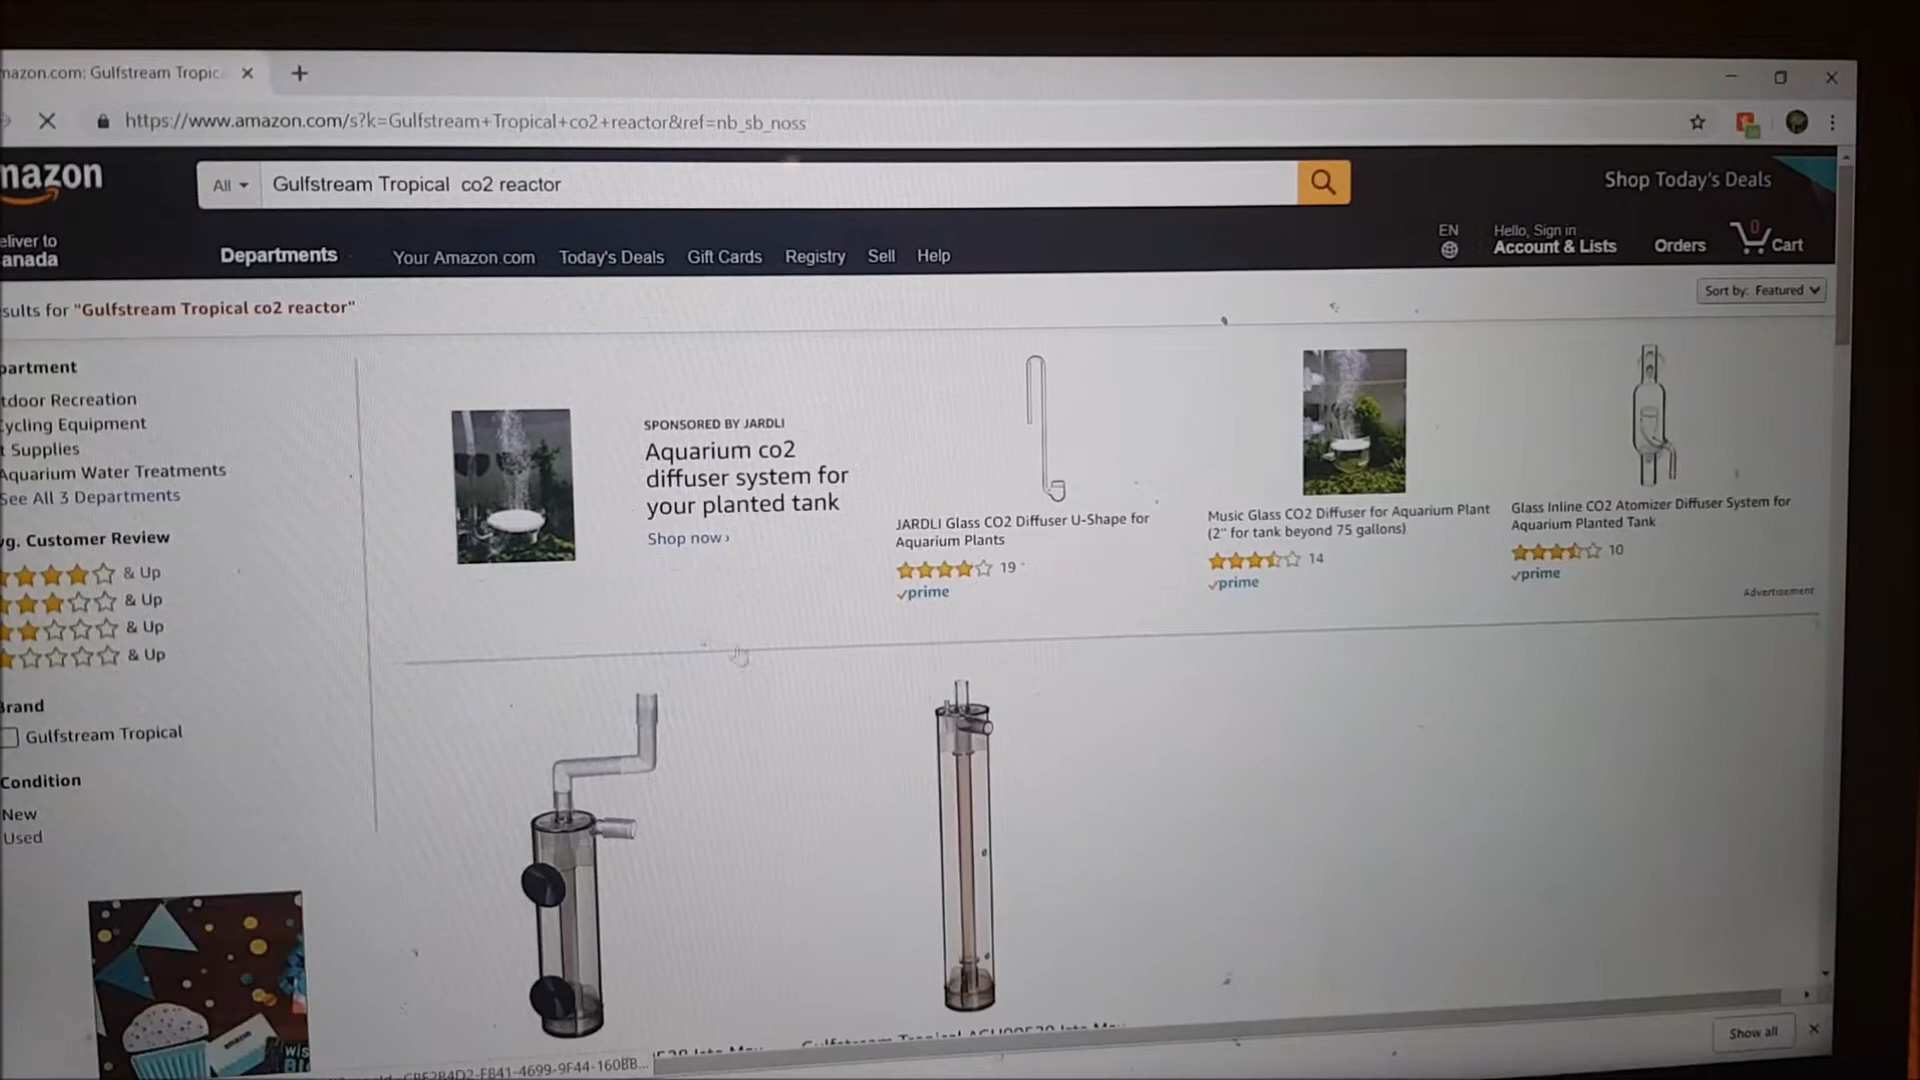 mazon.com: Gulfstream Tropic
https://www.amazon.com/s?k=Gulfstream+Tropical+co2+reactor&ref=nb_sb_noss
mazon
All
Gulfstream Tropical co2 reactor
Shop Today's Deals
eliver to
anada
Departments
Your Amazon.com
Today's Deals
Gift Cards
Registry
Sell
Help
EN
Hello, Sign in
Account & Lists
Orders
0
Cart
sults for "Gulfstream Tropical co2 reactor"
Sort by: Featured
partment
tdoor Recreation
ycling Equipment
t Supplies
Aquarium Water Treatments
See All 3 Departments
vg. Customer Review
& Up
& Up
& Up
& Up
Brand
Gulfstream Tropical
Condition
New
Used
SPONSORED BY JARDLI
Aquarium co2
diffuser system for
your planted tank
Shop now ›
JARDLI Glass CO2 Diffuser U-Shape for
Aquarium Plants
19
prime
Music Glass CO2 Diffuser for Aquarium Plant
(2" for tank beyond 75 gallons)
14
prime
Glass Inline CO2 Atomizer Diffuser System for
Aquarium Planted Tank
10
prime
Advertisement
amazon
Show all